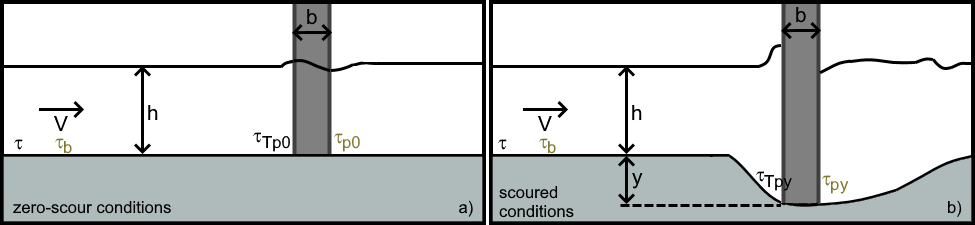 b
h
V
τ
τb
τTp0
τp0
zero-scour conditions
a)
b
h
V
τ
τb
y
τTpy
τpy
scoured
conditions
b)